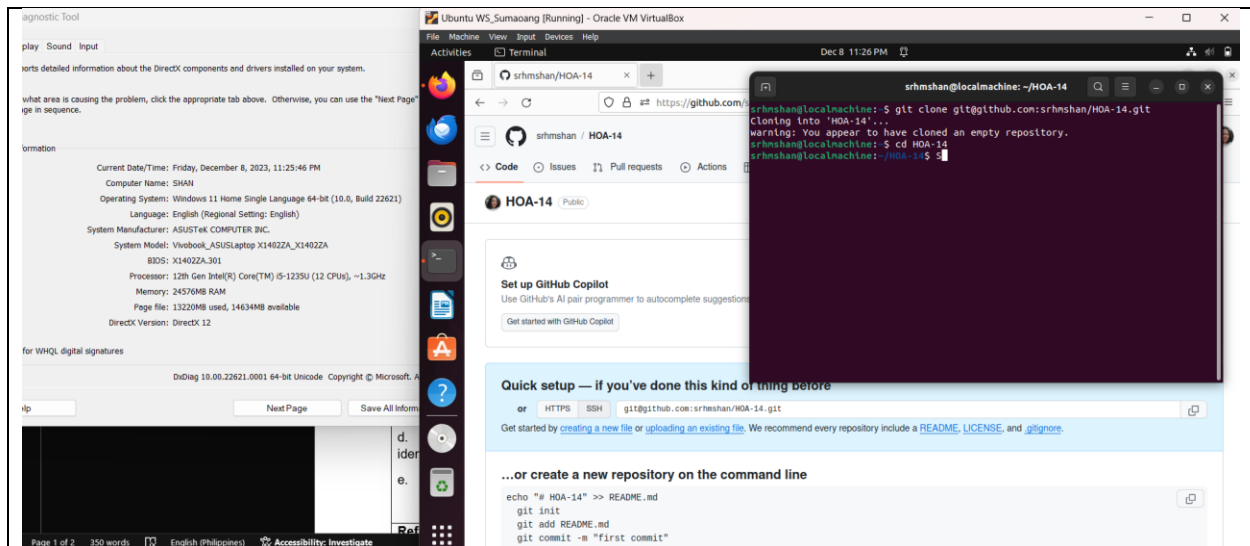 agnostic Tool
play Sound Input
orts detailed information about the DirectX components and drivers installed on your system.
what area is causing the problem, click the appropriate tab above. Otherwise, you can use the "Next Page"
ge in sequence.
ormation
Current Date/Time: Friday, December 8, 2023, 11:25:46 PM
Computer Name: SHAN
Operating System: Windows 11 Home Single Language 64-bit (10.0, Build 22621)
Language: English (Regional Setting: English)
System Manufacturer: ASUSTeK COMPUTER INC.
System Model: Vivobook_ASUSLaptop X1402ZA_X1402ZA
BIOS: X1402ZA.301
Processor: 12th Gen Intel(R) Core(TM) i5-1235U (12 CPUs), ~1.3GHz
Memory: 24576MB RAM
Page file: 13220MB used, 14634MB available
DirectX Version: DirectX 12
for WHQL digital signatures
DxDiag 10.00.22621.0001 64-bit Unicode Copyright © Microsoft. A
elp Next Page Save All Inform
d.
iden
e.
Ref
Page 1 of 2 350 words English (Philippines) Accessibility: Investigate
Ubuntu WS_Sumaoang [Running] - Oracle VM VirtualBox
File Machine View Input Devices Help
Activities Terminal Dec 8 11:26 PM
srhmshan/HOA-14
https://github.com/s
srhmshan / HOA-14
Code Issues Pull requests Actions
HOA-14 Public
Set up GitHub Copilot
Use GitHub's AI pair programmer to autocomplete suggestions
Get started with GitHub Copilot
srhmshan@localmachine: ~/HOA-14
srhmshan@localmachine:~$ git clone git@github.com:srhmshan/HOA-14.git
Cloning into 'HOA-14'...
warning: You appear to have cloned an empty repository.
srhmshan@localmachine:~$ cd HOA-14
srhmshan@localmachine:~/HOA-14$ S
Quick setup — if you've done this kind of thing before
or HTTPS SSH git@github.com:srhmshan/HOA-14.git
Get started by creating a new file or uploading an existing file. We recommend every repository include a README, LICENSE, and .gitignore.
…or create a new repository on the command line
echo "# HOA-14" >> README.md
git init
git add README.md
git commit -m "first commit"